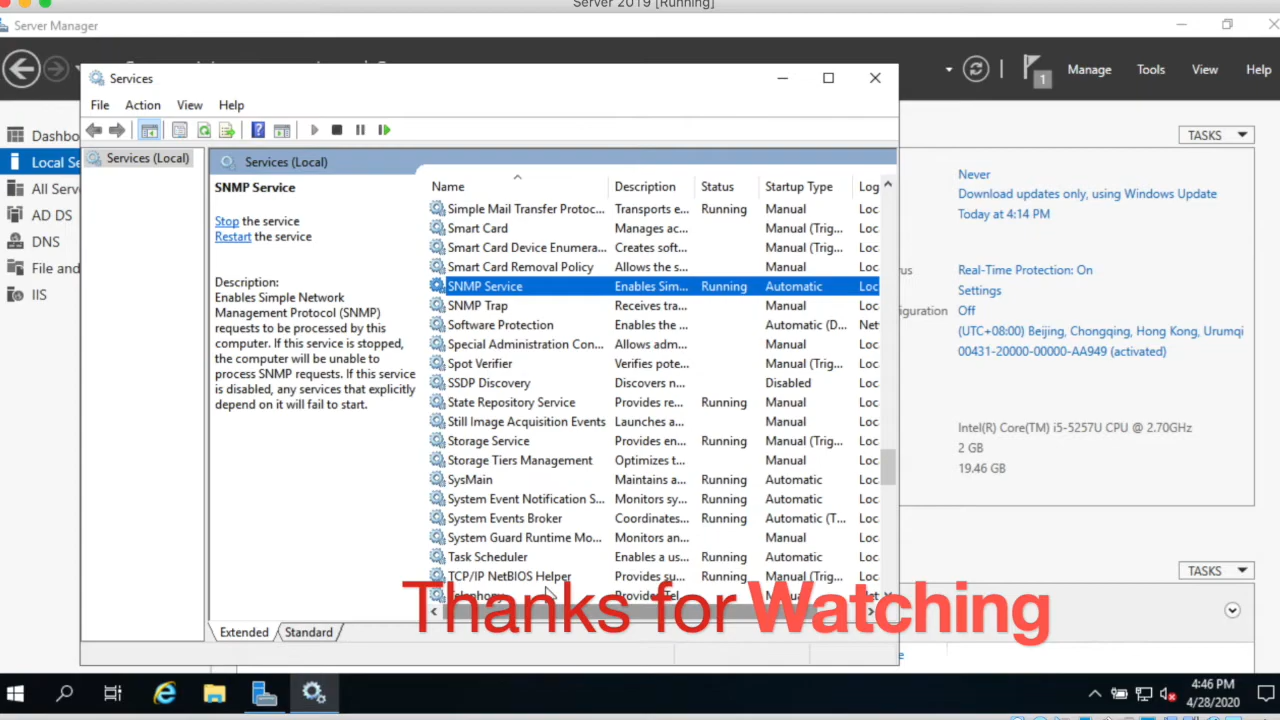 Server 2019 [Running]
Server Manager
Manage Tools View Help
1
Services
File Action View Help
Dashbo
Local Se
All Serv
AD DS
DNS
File and
IIS
Services (Local)
Services (Local)
SNMP Service
Stop the service
Restart the service
Description:
Enables Simple Network
Management Protocol (SNMP)
requests to be processed by this
computer. If this service is stopped,
the computer will be unable to
process SNMP requests. If this service
is disabled, any services that explicitly
depend on it will fail to start.
Name Description Status Startup Type Log
Simple Mail Transfer Protoc... Transports e... Running Manual Loc
Smart Card Manages ac... Manual (Trig... Loc
Smart Card Device Enumera... Creates soft... Manual (Trig... Loc
Smart Card Removal Policy Allows the s... Manual Loc
SNMP Service Enables Sim... Running Automatic Loc
SNMP Trap Receives tra... Manual Loc
Software Protection Enables the ... Automatic (D... Net
Special Administration Con... Allows adm... Manual Loc
Spot Verifier Verifies pote... Manual (Trig... Loc
SSDP Discovery Discovers n... Disabled Loc
State Repository Service Provides re... Running Manual Loc
Still Image Acquisition Events Launches a... Manual Loc
Storage Service Provides en... Running Manual (Trig... Loc
Storage Tiers Management Optimizes t... Manual Loc
SysMain Maintains a... Running Automatic Loc
System Event Notification S... Monitors sy... Running Automatic Loc
System Events Broker Coordinates... Running Automatic (T... Loc
System Guard Runtime Mo... Monitors an... Manual Loc
Task Scheduler Enables a us... Running Automatic Loc
TCP/IP NetBIOS Helper Provides su... Running Manual (Trig... Loc
Telephony Provides Tel...
Extended Standard
TASKS
Never
Download updates only, using Windows Update
Today at 4:14 PM
us Real-Time Protection: On
Settings
iguration Off
(UTC+08:00) Beijing, Chongqing, Hong Kong, Urumqi
00431-20000-00000-AA949 (activated)
Intel(R) Core(TM) i5-5257U CPU @ 2.70GHz
2 GB
19.46 GB
TASKS
Thanks for Watching
4:46 PM
4/28/2020